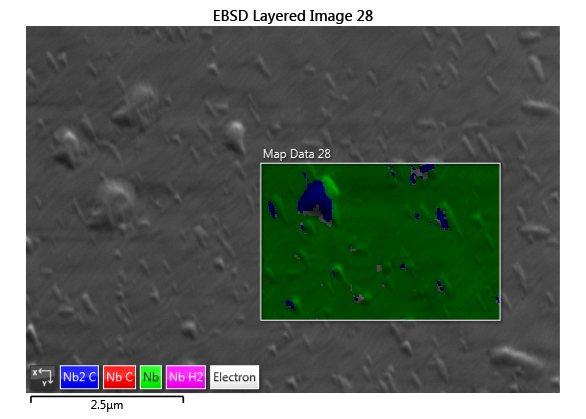 EBSD Layered Image 28
Map Data 28
X
Y
Nb2 C Nb C Nb Nb H2 Electron
2.5μm